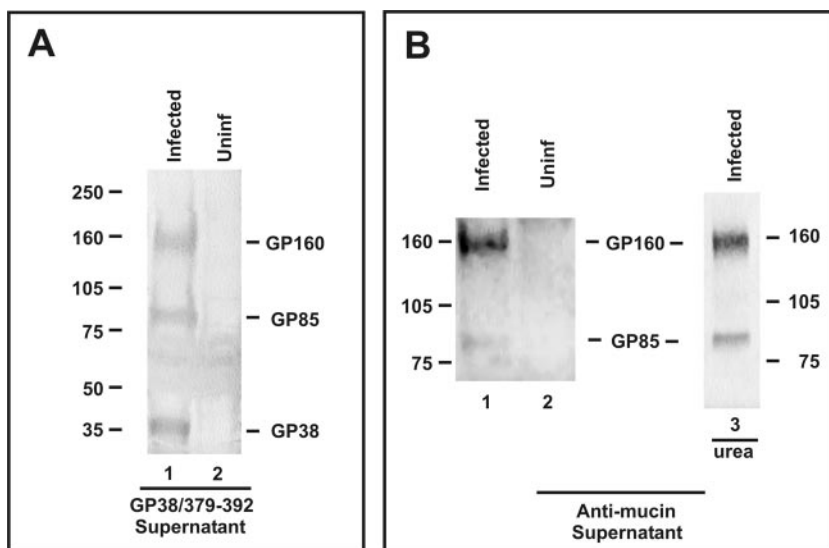 A
Infected
Uninf
250
160
105
75
50
35
GP160
GP85
GP38
1 2
GP38/379-392
Supernatant
B
Infected
Uninf
Infected
160
105
75
GP160
GP85
160
105
75
1 2
3
urea
Anti-mucin
Supernatant